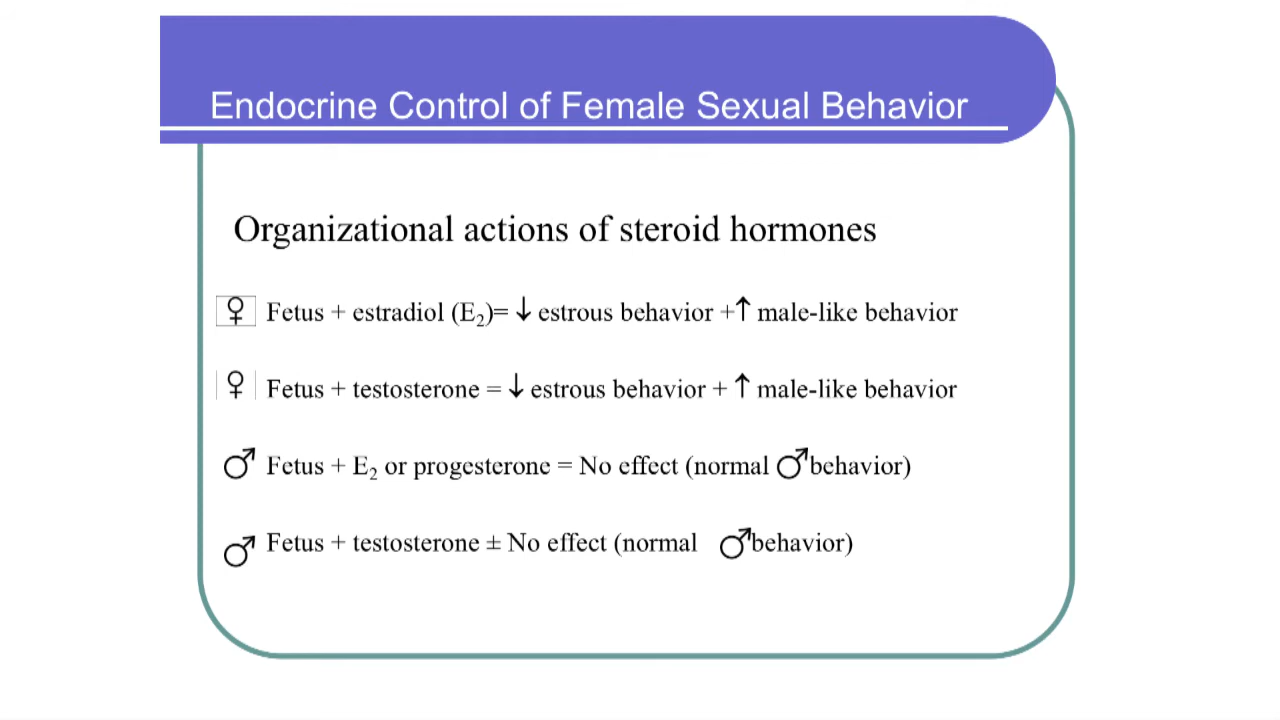 Endocrine Control of Female Sexual Behavior
Organizational actions of steroid hormones
♀ Fetus + estradiol (E₂)= ↓ estrous behavior +↑ male-like behavior
♀ Fetus + testosterone = ↓ estrous behavior + ↑ male-like behavior
♂ Fetus + E₂ or progesterone = No effect (normal ♂behavior)
♂ Fetus + testosterone ± No effect (normal ♂behavior)